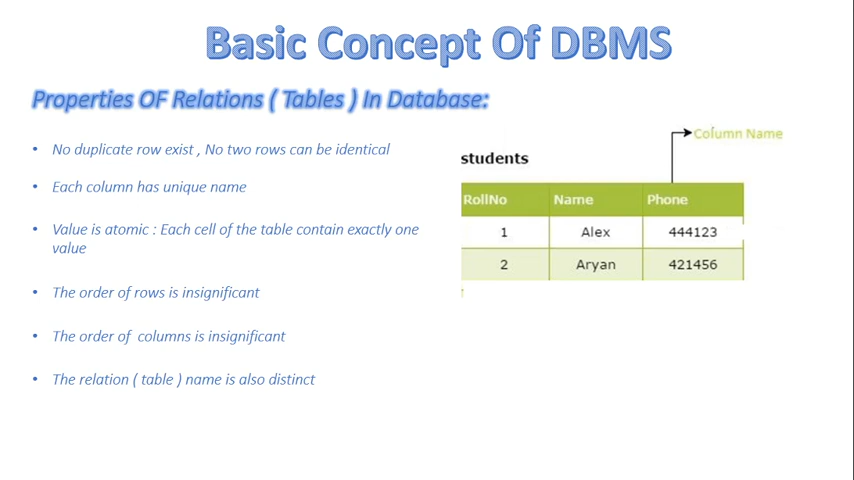 Basic Concept Of DBMS
Properties OF Relations ( Tables ) In Database:
• No duplicate row exist , No two rows can be identical
• Each column has unique name
• Value is atomic : Each cell of the table contain exactly one
value
• The order of rows is insignificant
• The order of columns is insignificant
• The relation ( table ) name is also distinct
Column Name
students
RollNo Name Phone
1 Alex 444123
2 Aryan 421456